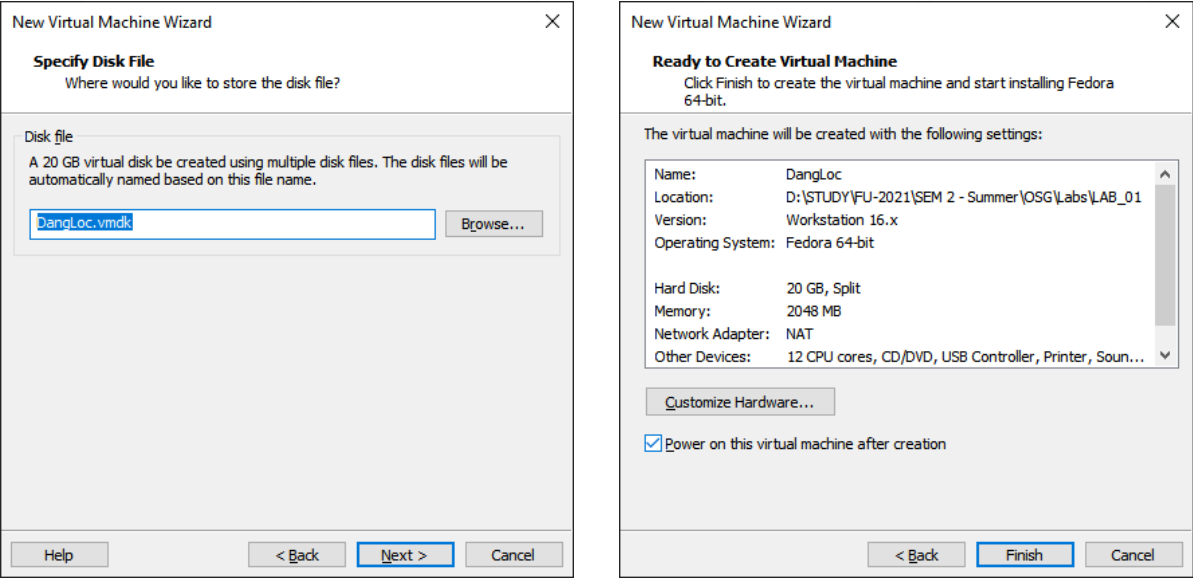 New Virtual Machine Wizard
Specify Disk File
Where would you like to store the disk file?
Disk file
A 20 GB virtual disk be created using multiple disk files. The disk files will be
automatically named based on this file name.
DangLoc.vmdk
Browse...
Help
< Back
Next >
Cancel
New Virtual Machine Wizard
Ready to Create Virtual Machine
Click Finish to create the virtual machine and start installing Fedora
64-bit.
The virtual machine will be created with the following settings:
Name: DangLoc
Location: D:\STUDY\FU-2021\SEM 2 - Summer\OSG\Labs\LAB_01
Version: Workstation 16.x
Operating System: Fedora 64-bit
Hard Disk: 20 GB, Split
Memory: 2048 MB
Network Adapter: NAT
Other Devices: 12 CPU cores, CD/DVD, USB Controller, Printer, Soun...
Customize Hardware...
Power on this virtual machine after creation
< Back
Finish
Cancel